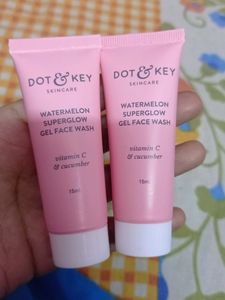 DOT & KEY
SKINCARE
WATERMELON
SUPERGLOW
GEL FACE WASH
vitamin C
& cucumber
15ml
DOT & KEY
SKINCARE
WATERMELON
SUPERGLOW
GEL FACE WASH
vitamin C
& cucumber
15ml